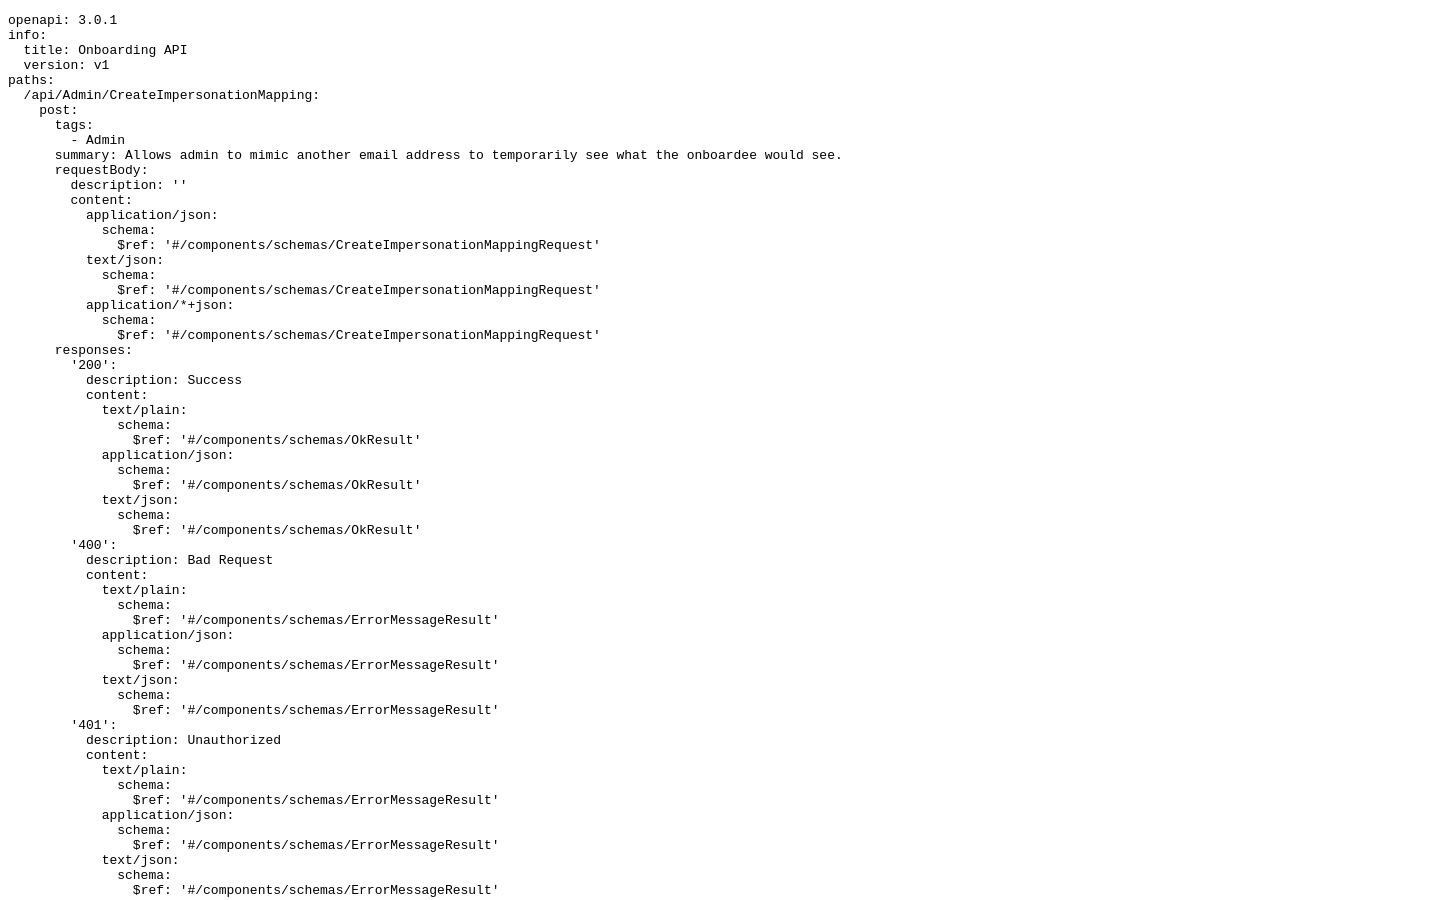 openapi: 3.0.1
info:
  title: Onboarding API
  version: v1
paths:
  /api/Admin/CreateImpersonationMapping:
    post:
      tags:
        - Admin
      summary: Allows admin to mimic another email address to temporarily see what the onboardee would see.
      requestBody:
        description: ''
        content:
          application/json:
            schema:
              $ref: '#/components/schemas/CreateImpersonationMappingRequest'
          text/json:
            schema:
              $ref: '#/components/schemas/CreateImpersonationMappingRequest'
          application/*+json:
            schema:
              $ref: '#/components/schemas/CreateImpersonationMappingRequest'
      responses:
        '200':
          description: Success
          content:
            text/plain:
              schema:
                $ref: '#/components/schemas/OkResult'
            application/json:
              schema:
                $ref: '#/components/schemas/OkResult'
            text/json:
              schema:
                $ref: '#/components/schemas/OkResult'
        '400':
          description: Bad Request
          content:
            text/plain:
              schema:
                $ref: '#/components/schemas/ErrorMessageResult'
            application/json:
              schema:
                $ref: '#/components/schemas/ErrorMessageResult'
            text/json:
              schema:
                $ref: '#/components/schemas/ErrorMessageResult'
        '401':
          description: Unauthorized
          content:
            text/plain:
              schema:
                $ref: '#/components/schemas/ErrorMessageResult'
            application/json:
              schema:
                $ref: '#/components/schemas/ErrorMessageResult'
            text/json:
              schema:
                $ref: '#/components/schemas/ErrorMessageResult'